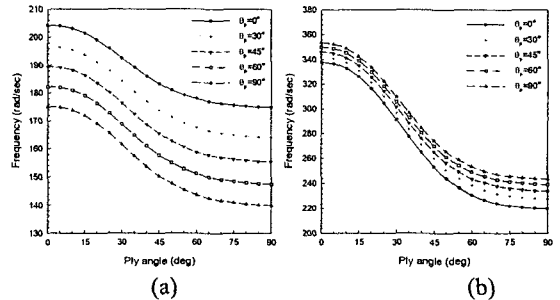 Frequency (rad/sec)
210
200
190
180
170
160
150
140
130
0 15 30 45 60 75 90
Ply angle (deg)
θp=0°
θp=30°
θp=45°
θp=60°
θp=90°
(a)
Frequency (rad/sec)
400
380
360
340
320
300
280
260
240
220
200
0 15 30 45 60 75 90
Ply angle (deg)
θp=0°
θp=30°
θp=45°
θp=60°
θp=90°
(b)